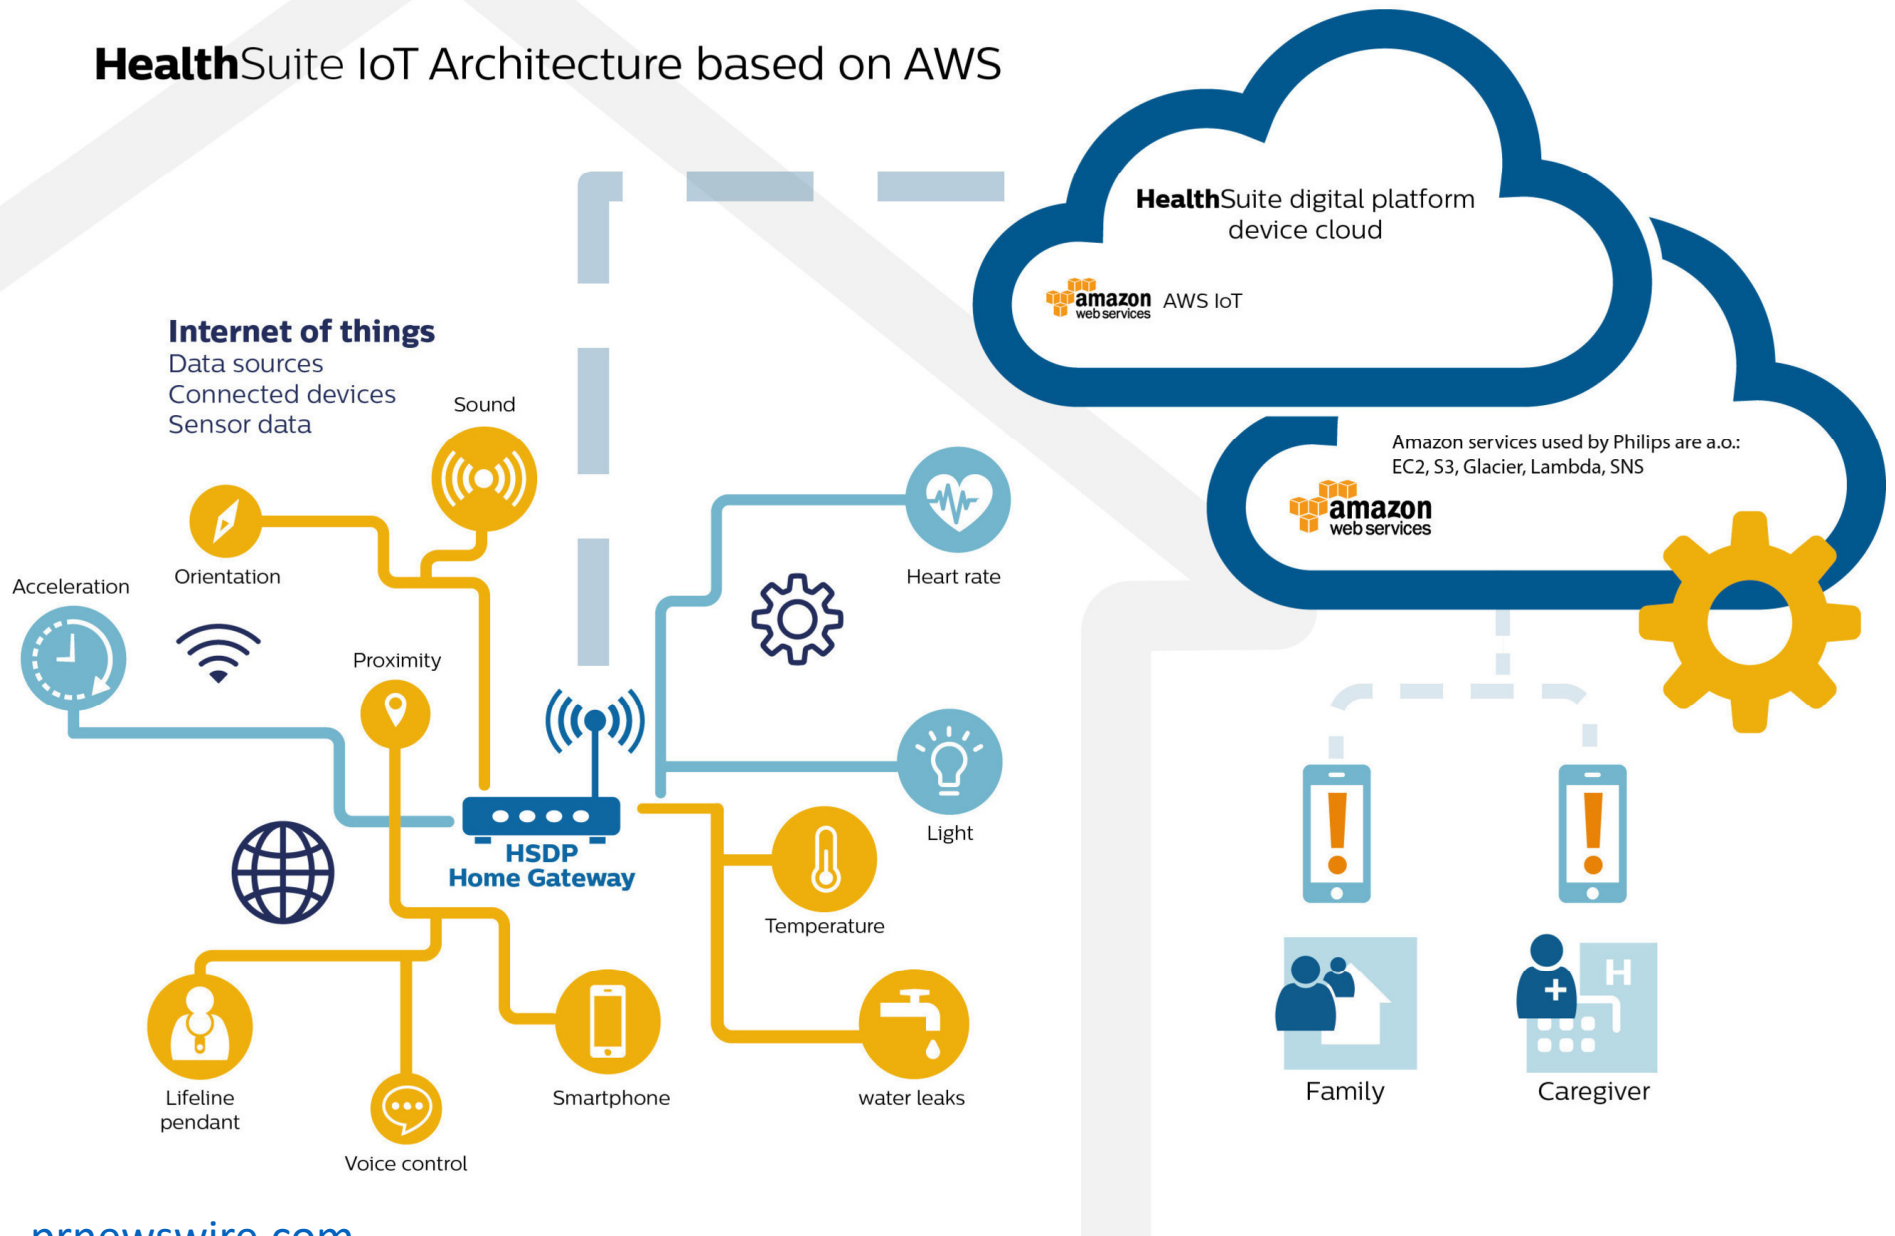 HealthSuite IoT Architecture based on AWS
HealthSuite digital platform
device cloud
amazon
web services
AWS IoT
Internet of things
Data sources
Connected devices
Sensor data
Sound
Amazon services used by Philips are a.o.:
EC2, S3, Glacier, Lambda, SNS
amazon
web services
Orientation
Heart rate
Acceleration
Proximity
Light
HSDP
Home Gateway
Temperature
H
Lifeline
pendant
Smartphone
water leaks
Family
Caregiver
Voice control
prnewswire.com